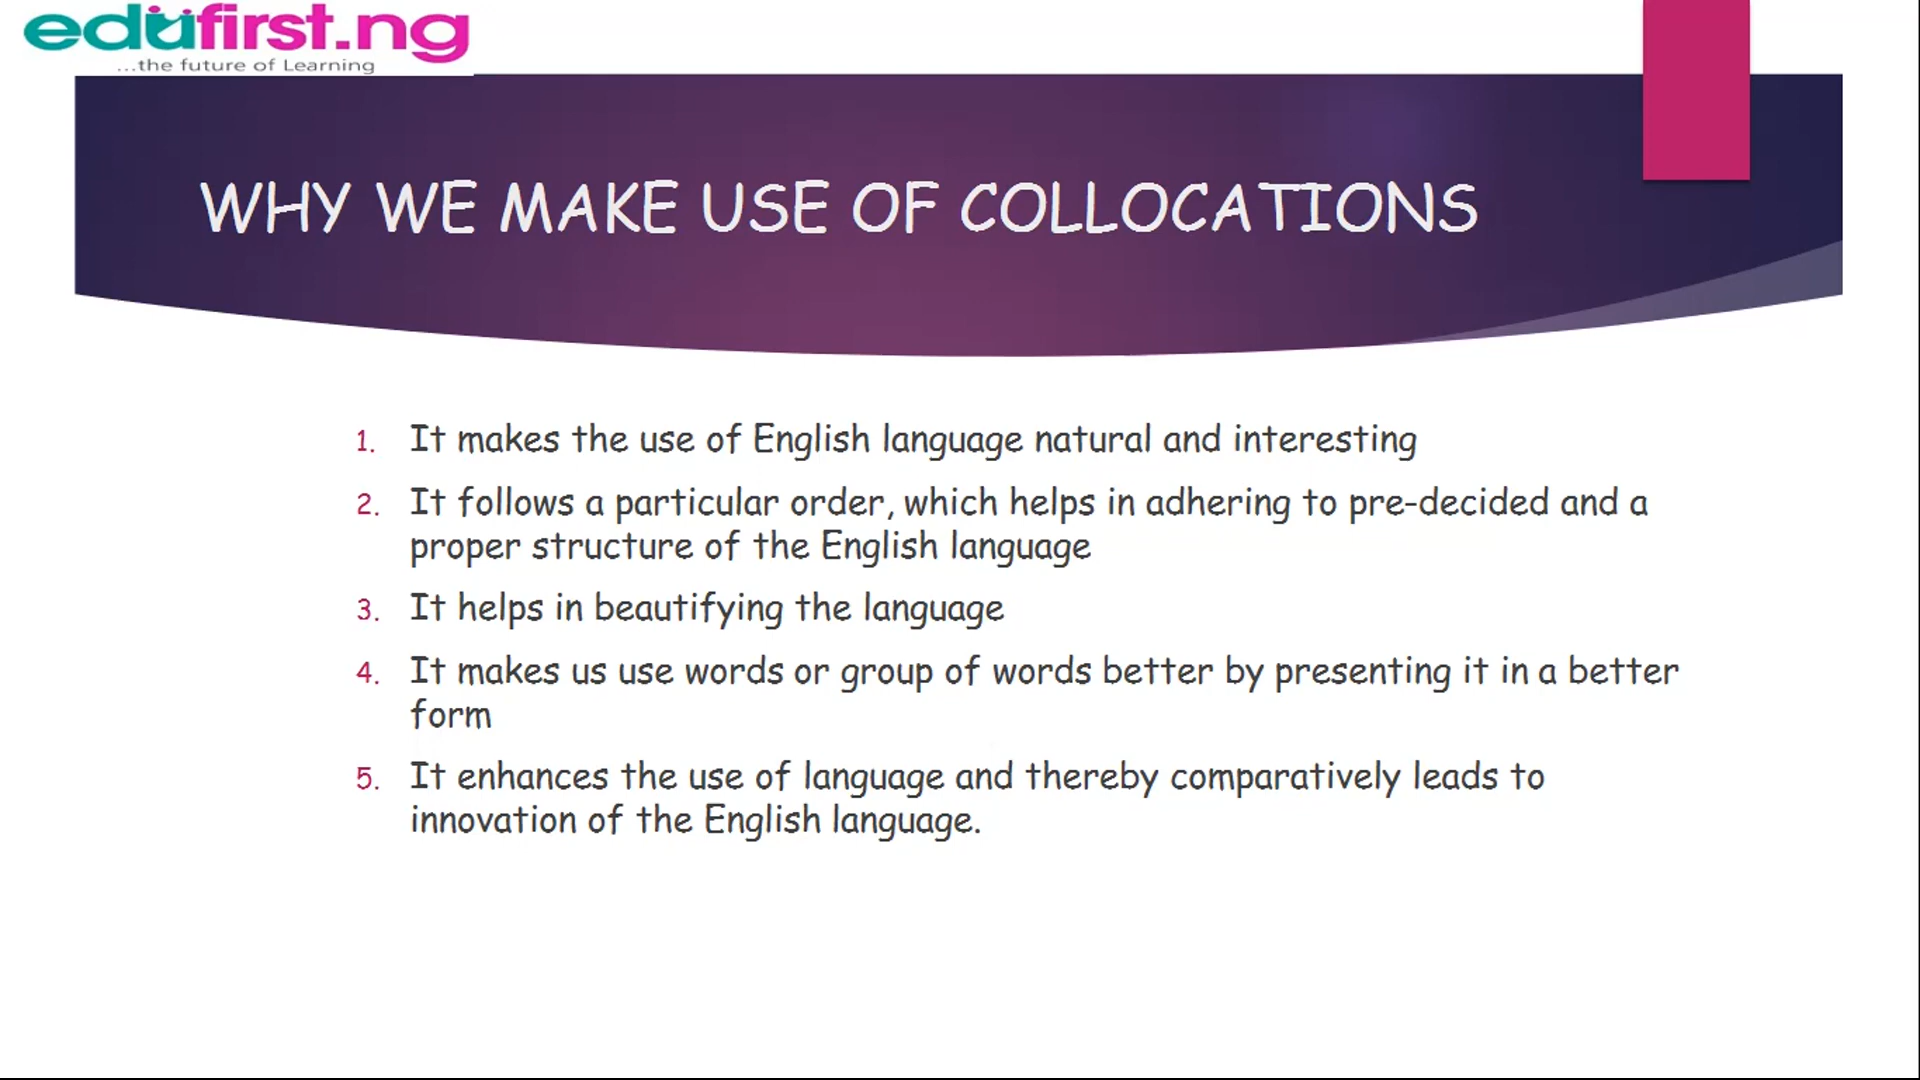 edufirst.ng
...the future of Learning
WHY WE MAKE USE OF COLLOCATIONS
1. It makes the use of English language natural and interesting
2. It follows a particular order, which helps in adhering to pre-decided and a
proper structure of the English language
3. It helps in beautifying the language
4. It makes us use words or group of words better by presenting it in a better
form
5. It enhances the use of language and thereby comparatively leads to
innovation of the English language.